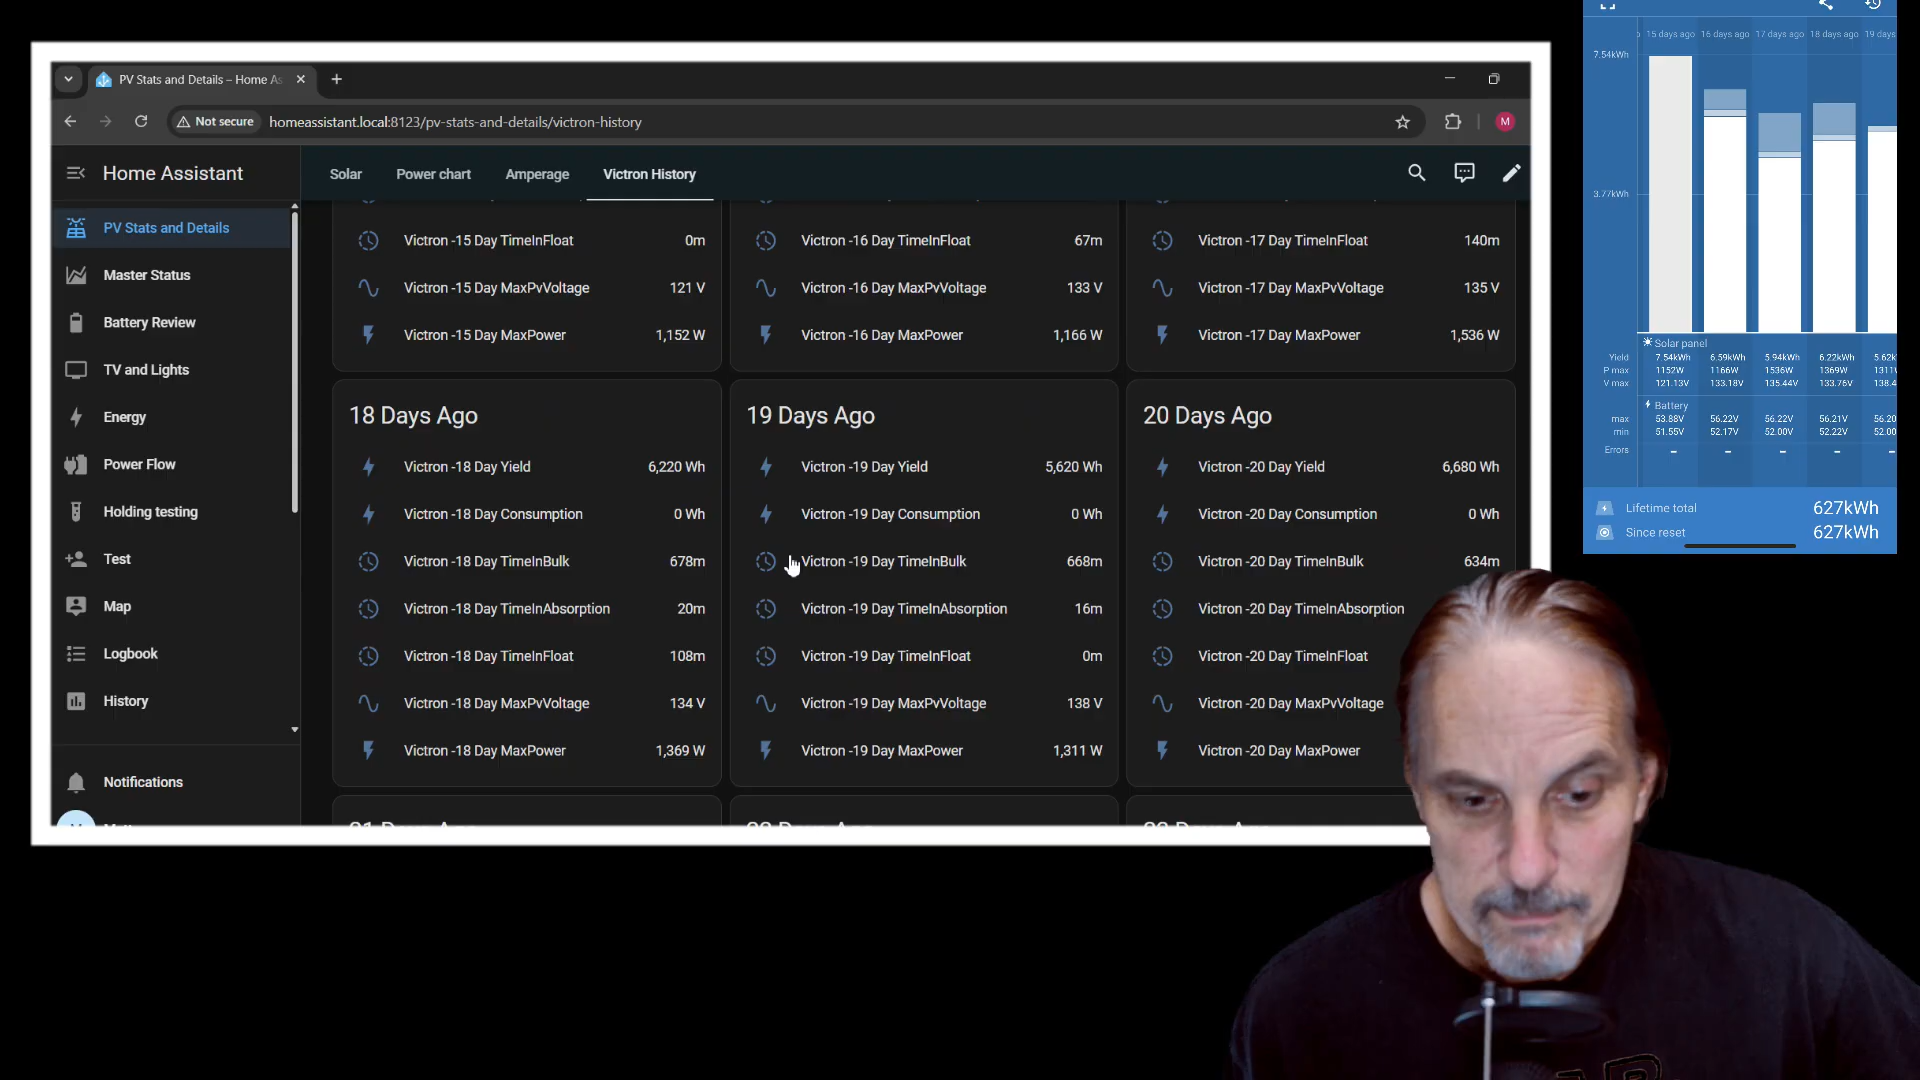 PV Stats and Details – Home As
Not secure
homeassistant.local:8123/pv-stats-and-details/victron-history
M
Home Assistant
Solar
Power chart
Amperage
Victron History
PV Stats and Details
Master Status
Battery Review
TV and Lights
Energy
Power Flow
Holding testing
Test
Map
Logbook
History
Notifications
Victron -15 Day TimeInFloat 0m
Victron -15 Day MaxPvVoltage 121 V
Victron -15 Day MaxPower 1,152 W
Victron -16 Day TimeInFloat 67m
Victron -16 Day MaxPvVoltage 133 V
Victron -16 Day MaxPower 1,166 W
Victron -17 Day TimeInFloat 140m
Victron -17 Day MaxPvVoltage 135 V
Victron -17 Day MaxPower 1,536 W
18 Days Ago
Victron -18 Day Yield 6,220 Wh
Victron -18 Day Consumption 0 Wh
Victron -18 Day TimeInBulk 678m
Victron -18 Day TimeInAbsorption 20m
Victron -18 Day TimeInFloat 108m
Victron -18 Day MaxPvVoltage 134 V
Victron -18 Day MaxPower 1,369 W
19 Days Ago
Victron -19 Day Yield 5,620 Wh
Victron -19 Day Consumption 0 Wh
Victron -19 Day TimeInBulk 668m
Victron -19 Day TimeInAbsorption 16m
Victron -19 Day TimeInFloat 0m
Victron -19 Day MaxPvVoltage 138 V
Victron -19 Day MaxPower 1,311 W
20 Days Ago
Victron -20 Day Yield 6,680 Wh
Victron -20 Day Consumption 0 Wh
Victron -20 Day TimeInBulk 634m
Victron -20 Day TimeInAbsorption
Victron -20 Day TimeInFloat
Victron -20 Day MaxPvVoltage
Victron -20 Day MaxPower
15 days ago 16 days ago 17 days ago 18 days ago 19 days
7.54kWh
3.77kWh
Solar panel
Yield 7.54kWh 6.59kWh 5.94kWh 6.22kWh 5.62k
P max 1152W 1166W 1536W 1369W 1311
V max 121.13V 133.18V 135.44V 133.76V 138.4
Battery
max 53.88V 56.22V 56.22V 56.21V 56.20
min 51.55V 52.17V 52.00V 52.22V 52.00
Errors – – – – –
Lifetime total 627kWh
Since reset 627kWh